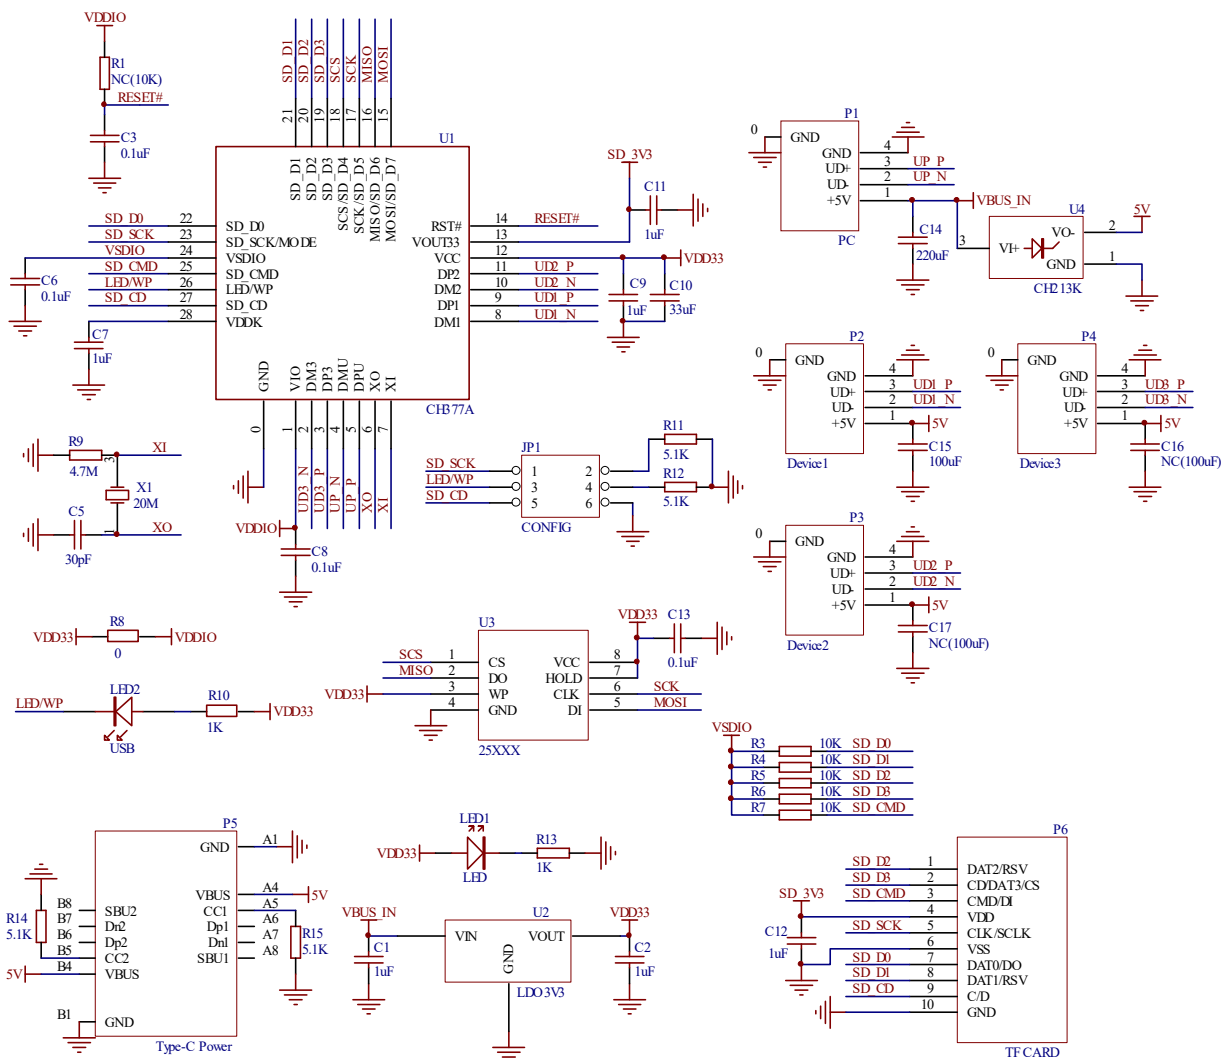 VDDIO
R1
NC(10K)
RESET#
C3
0.1uF
SD_D1
SD_D2
SD_D3
SCS
SCK
MISO
MOSI
21
20
19
18
17
16
15
U1
SD_D1
SD_D2
SD_D3
SCS/SD_D4
SCK/SD_D5
MISO/SD_D6
MOSI/SD_D7
SD_D0 22 SD_D0
SD_SCK 23 SD_SCK/MODE
VSDIO 24 VSDIO
SD_CMD 25 SD_CMD
LED/WP 26 LED/WP
SD_CD 27 SD_CD
28 VDDK
C6
0.1uF
C7
1uF
RST# 14 RESET#
VOUT33 13
VCC 12 VDD33
DP2 11 UD2_P
DM2 10 UD2_N
DP1 9 UD1_P
DM1 8 UD1_N
SD_3V3
C11
1uF
C9
1uF
C10
33uF
GND
VIO
DM3
DP3
DMU
DPU
XO
XI
CH377A
0
1
2
3
4
5
6
7
UD3_N
UD3_P
UP_N
UP_P
XO
XI
VDDIO
C8
0.1uF
P1
0 GND
GND 4
UD+ 3 UP_P
UD- 2 UP_N
+5V 1 VBUS_IN
PC
C14
220uF
U4
5V
VO- 2
3 VI+
GND 1
CH213K
P2
0 GND
GND 4
UD+ 3 UD1_P
UD- 2 UD1_N
+5V 1 5V
C15
100uF
Device1
P4
0 GND
GND 4
UD+ 3 UD3_P
UD- 2 UD3_N
+5V 1 5V
C16
NC(100uF)
Device3
P3
0 GND
GND 4
UD+ 3 UD2_P
UD- 2 UD2_N
+5V 1 5V
C17
NC(100uF)
Device2
R9 XI
4.7M
3
X1
20M
1
C5 XO
30pF
JP1
SD_SCK 1 2
LED/WP 3 4
SD_CD 5 6
CONFIG
R11
5.1K
R12
5.1K
R8
VDD33 VDDIO
0
LED2
LED/WP
USB
R10
VDD33
1K
U3
SCS 1 CS
MISO 2 DO
VDD33 3 WP
4 GND
VCC 8
HOLD 7
CLK 6 SCK
DI 5 MOSI
25XXX
VDD33
C13
0.1uF
VSDIO
R3 10K SD_D0
R4 10K SD_D1
R5 10K SD_D2
R6 10K SD_D3
R7 10K SD_CMD
P5
GND A1
VBUS A4 5V
CC1 A5
Dp1 A6
Dn1 A7
SBU1 A8
R15
5.1K
B8 SBU2
B7 Dn2
B6 Dp2
B5 CC2
B4 VBUS
5V
R14
5.1K
B1 GND
Type-C Power
LED1
VDD33
LED
R13
1K
VBUS_IN
C1
1uF
U2
VIN
VOUT
GND
LDO3V3
VDD33
C2
1uF
P6
SD_D2 1 DAT2/RSV
SD_D3 2 CD/DAT3/CS
SD_CMD 3 CMD/DI
SD_3V3 4 VDD
SD_SCK 5 CLK/SCLK
6 VSS
SD_D0 7 DAT0/DO
SD_D1 8 DAT1/RSV
SD_CD 9 C/D
10 GND
C12
1uF
TF CARD